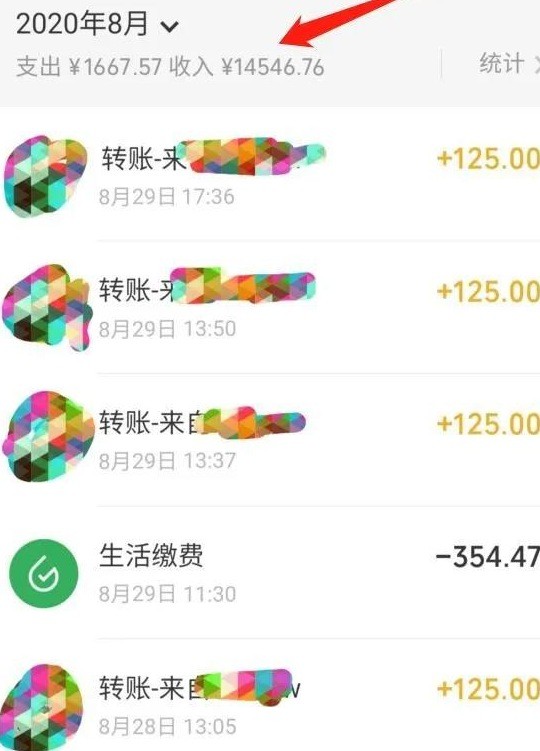 2020年8月
支出 ¥1667.57 收入 ¥14546.76
统计
转账-来
+125.00
8月29日 17:36
转账-来
+125.00
8月29日 13:50
转账-来自
+125.00
8月29日 13:37
生活缴费
-354.47
8月29日 11:30
转账-来自
+125.00
8月28日 13:05